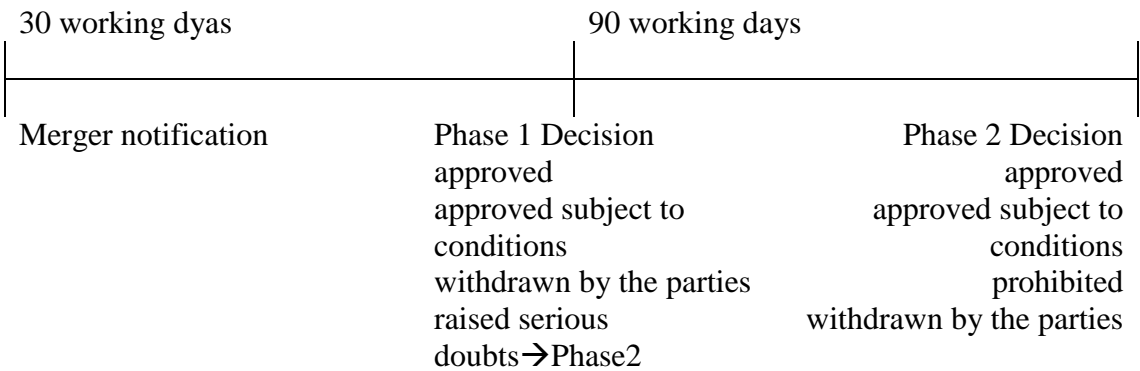 30 working dyas
90 working days
Merger notification
Phase 1 Decision
approved
approved subject to
conditions
withdrawn by the parties
raised serious
doubts→Phase2
Phase 2 Decision
approved
approved subject to
conditions
prohibited
withdrawn by the parties